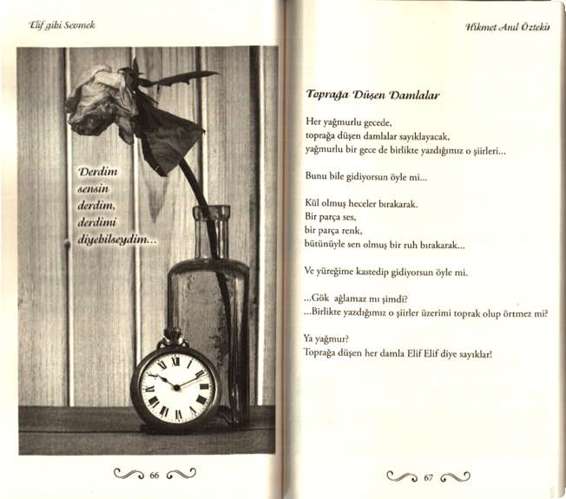 Elif gibi Sevmek
Derdim
sensin
derdim,
derdimi
diyebilseydim...
66
Hikmet Anıl Öztekin
Toprağa Düşen Damlalar
Her yağmurlu gecede,
toprağa düşen damlalar sayıklayacak,
yağmurlu bir gece de birlikte yazdığımız o şiirleri...
Bunu bile gidiyorsun öyle mi...
Kül olmuş heceler bırakarak.
Bir parça ses,
bir parça renk,
bütünüyle sen olmuş bir ruh bırakarak...
Ve yüreğime kastedip gidiyorsun öyle mi.
...Gök ağlamaz mı şimdi?
...Birlikte yazdığımız o şiirler üzerimi toprak olup örtmez mi?
Ya yağmur?
Toprağa düşen her damla Elif Elif diye sayıklar!
67